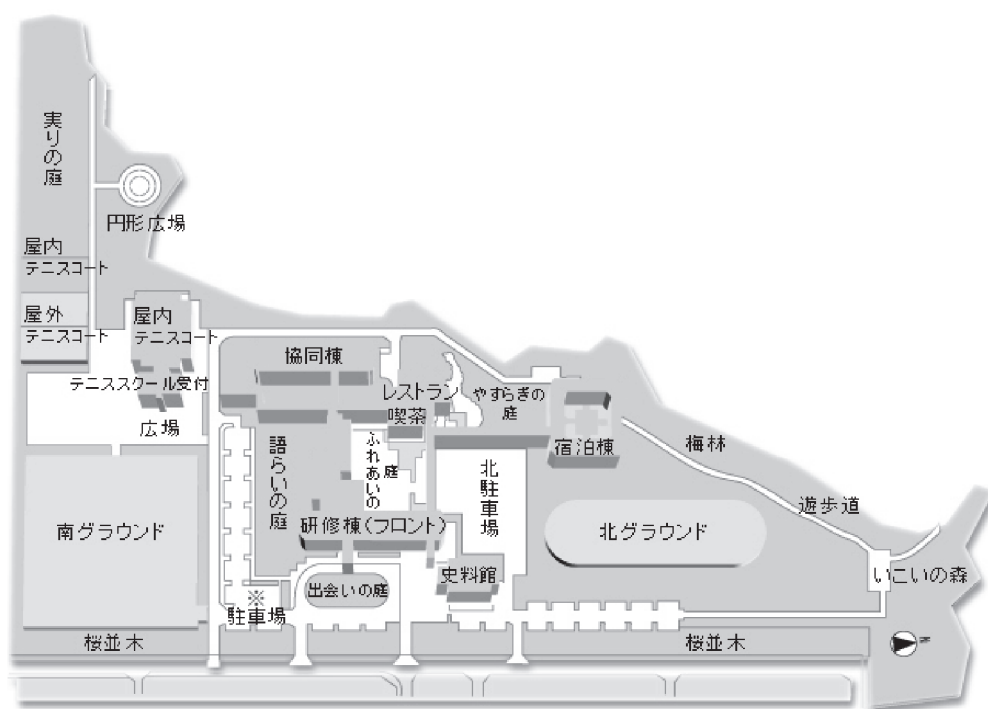 実りの庭
円形広場
屋内
テニスコート
屋外
テニスコート
屋内
テニスコート
テニススクール受付
広場
協同棟
レストラン
喫茶
やすらぎの
庭
宿泊棟
梅林
遊歩道
語らいの庭
ふれあいの
庭
北駐車場
南グラウンド
研修棟(フロント)
北グラウンド
史料館
いこいの森
出会いの庭
※
駐車場
桜並木
桜並木
N